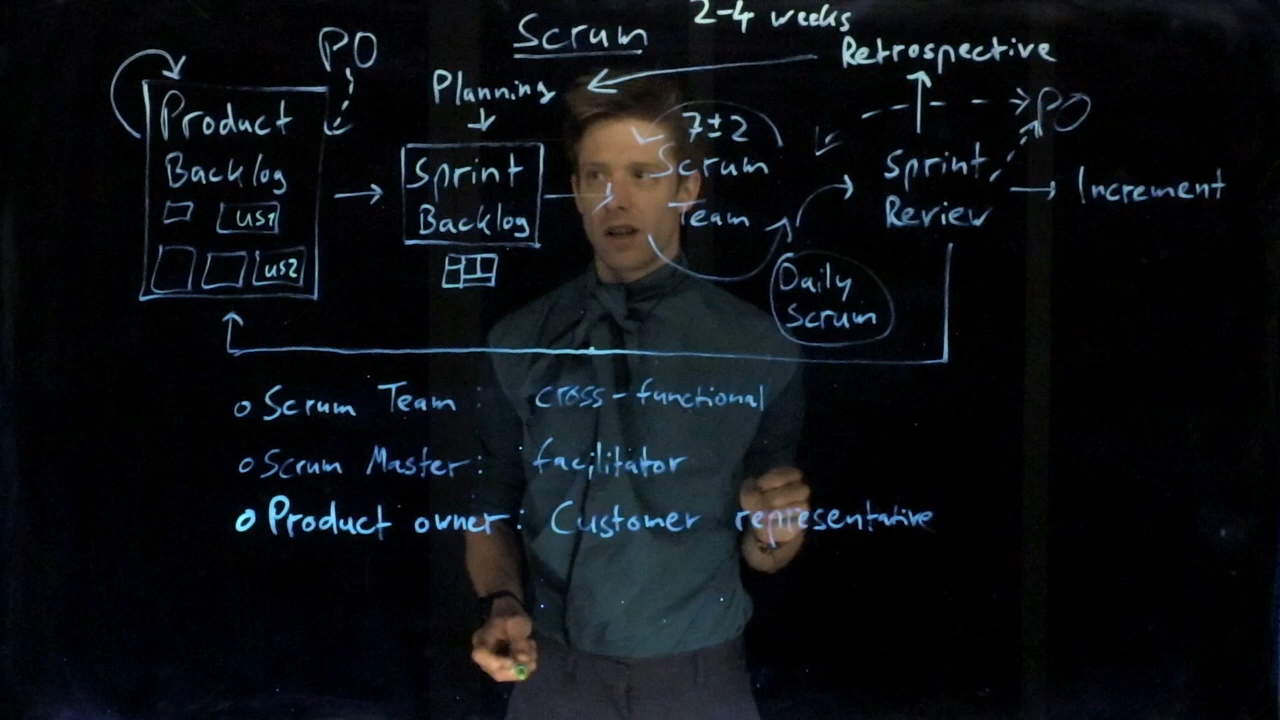 Scrum
2-4 weeks
Retrospective
PO
Planning
Product
Backlog
US1
US2
Sprint
Backlog
7±2
Scrum
Team
Daily
Scrum
Sprint
Review
PO
Increment
o Scrum Team: cross-functional
o Scrum Master: facilitator
o Product owner: Customer representative